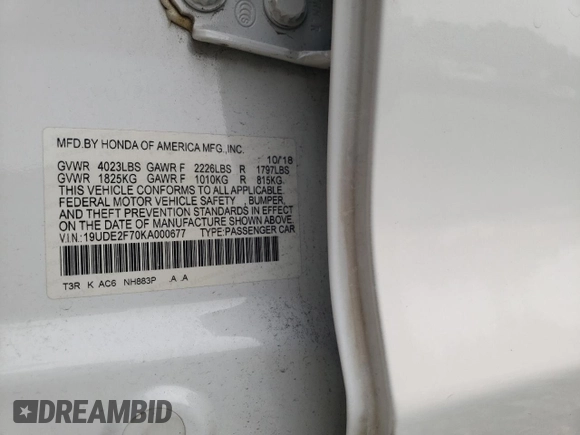 MFD.BY HONDA OF AMERICA MFG.,INC.
10/18
GVWR 4023LBS GAWR F 2226LBS R 1797LBS
GVWR 1825KG GAWR F 1010KG R 815KG
THIS VEHICLE CONFORMS TO ALL APPLICABLE
FEDERAL MOTOR VEHICLE SAFETY, BUMPER,
AND THEFT PREVENTION STANDARDS IN EFFECT
ON THE DATE OF MANUFACTURE SHOWN ABOVE.
V.I.N: 19UDE2F70KA000677 TYPE:PASSENGER CAR
T3R K AC6 NH883P .A .A
DREAMBID